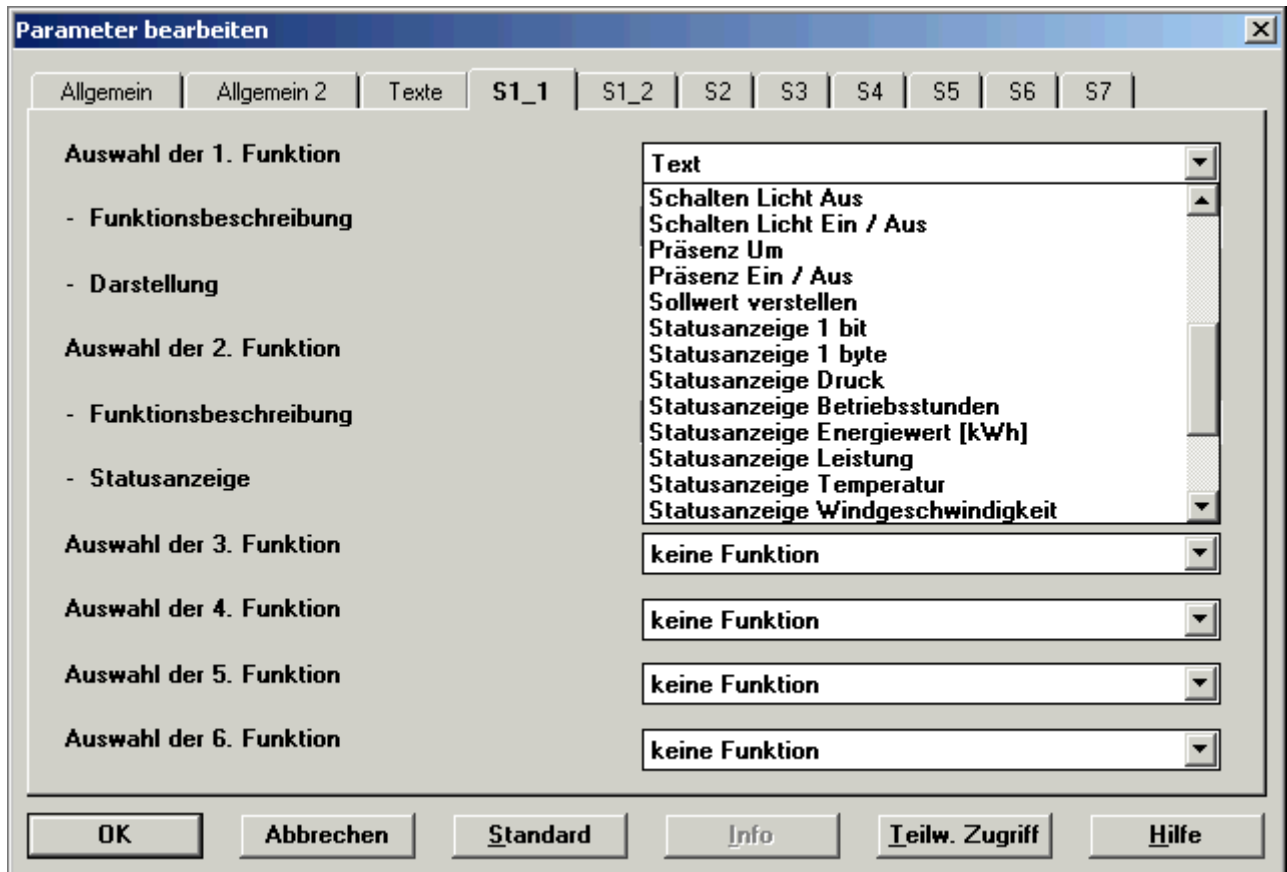 Parameter bearbeiten
Allgemein Allgemein 2 Texte S1_1 S1_2 S2 S3 S4 S5 S6 S7
Auswahl der 1. Funktion
Text
Schalten Licht Aus
Schalten Licht Ein / Aus
Präsenz Um
Präsenz Ein / Aus
Sollwert verstellen
Statusanzeige 1 bit
Statusanzeige 1 byte
Statusanzeige Druck
Statusanzeige Betriebsstunden
Statusanzeige Energiewert [kWh]
Statusanzeige Leistung
Statusanzeige Temperatur
Statusanzeige Windgeschwindigkeit
- Funktionsbeschreibung
- Darstellung
Auswahl der 2. Funktion
- Funktionsbeschreibung
- Statusanzeige
Auswahl der 3. Funktion
keine Funktion
Auswahl der 4. Funktion
keine Funktion
Auswahl der 5. Funktion
keine Funktion
Auswahl der 6. Funktion
keine Funktion
OK Abbrechen Standard Info Teilw. Zugriff Hilfe